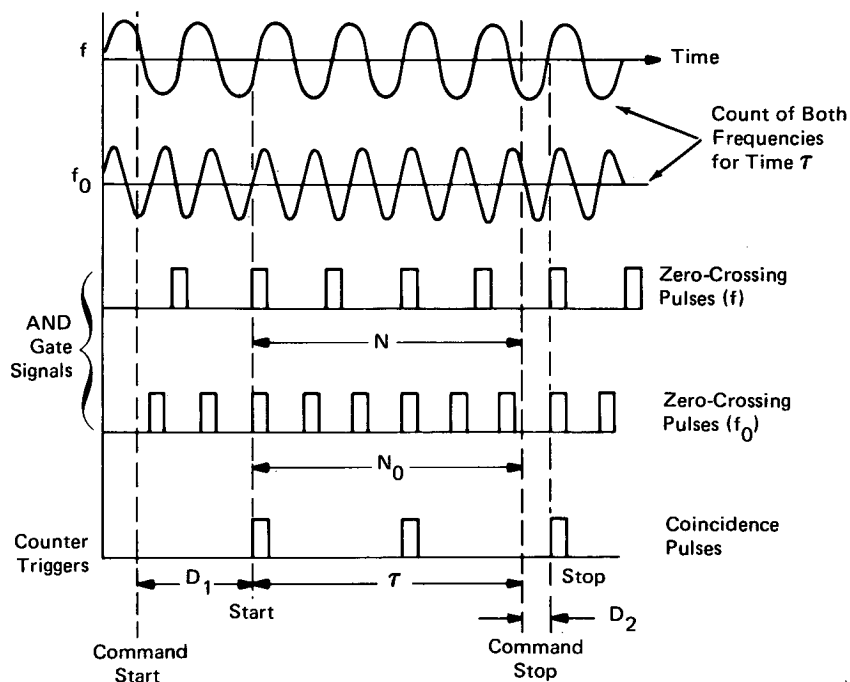 f
Time
Count of Both
Frequencies
for Time τ
f0
Zero-Crossing
Pulses (f)
AND
Gate
Signals
N
Zero-Crossing
Pulses (f0)
N0
Counter
Triggers
Coincidence
Pulses
D1
τ
Stop
Start
D2
Command
Start
Command
Stop